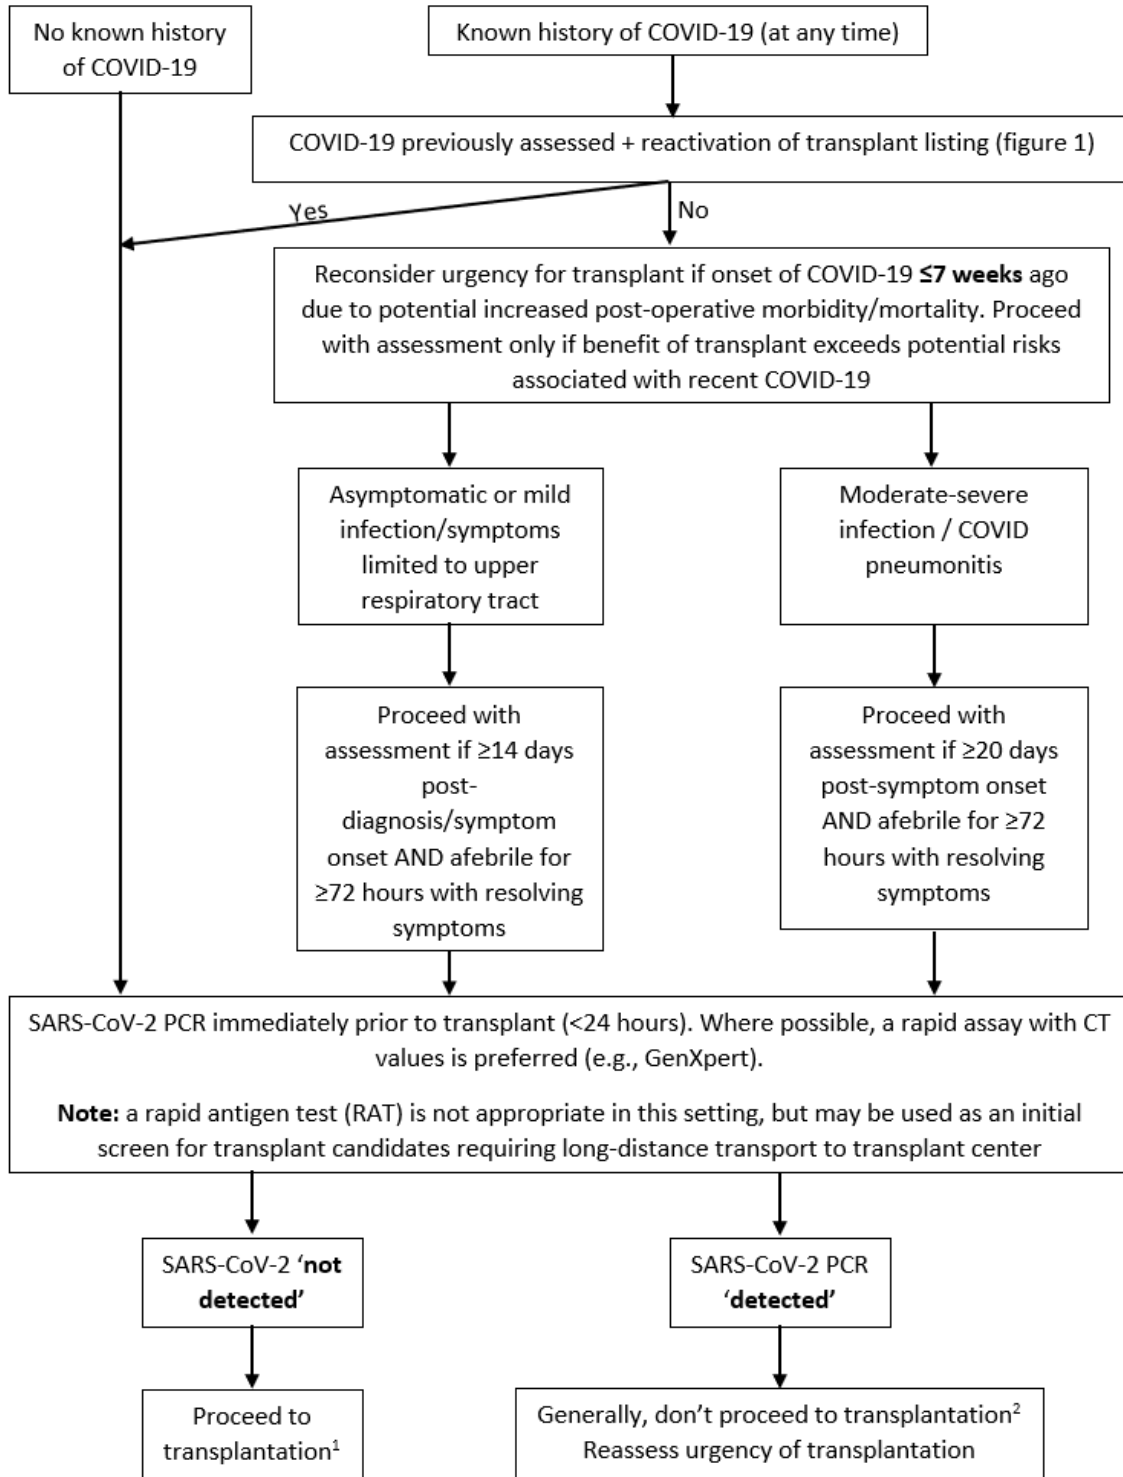 No known history
of COVID-19
Known history of COVID-19 (at any time)
COVID-19 previously assessed + reactivation of transplant listing (figure 1)
Yes
No
Reconsider urgency for transplant if onset of COVID-19 ≤7 weeks ago
due to potential increased post-operative morbidity/mortality. Proceed
with assessment only if benefit of transplant exceeds potential risks
associated with recent COVID-19
Asymptomatic or mild
infection/symptoms
limited to upper
respiratory tract
Moderate-severe
infection / COVID
pneumonitis
Proceed with
assessment if ≥14 days
post-
diagnosis/symptom
onset AND afebrile for
≥72 hours with resolving
symptoms
Proceed with
assessment if ≥20 days
post-symptom onset
AND afebrile for ≥72
hours with resolving
symptoms
SARS-CoV-2 PCR immediately prior to transplant (<24 hours). Where possible, a rapid assay with CT
values is preferred (e.g., GenXpert).
Note: a rapid antigen test (RAT) is not appropriate in this setting, but may be used as an initial
screen for transplant candidates requiring long-distance transport to transplant center
SARS-CoV-2 ‘not
detected’
SARS-CoV-2 PCR
‘detected’
Proceed to
transplantation¹
Generally, don’t proceed to transplantation²
Reassess urgency of transplantation